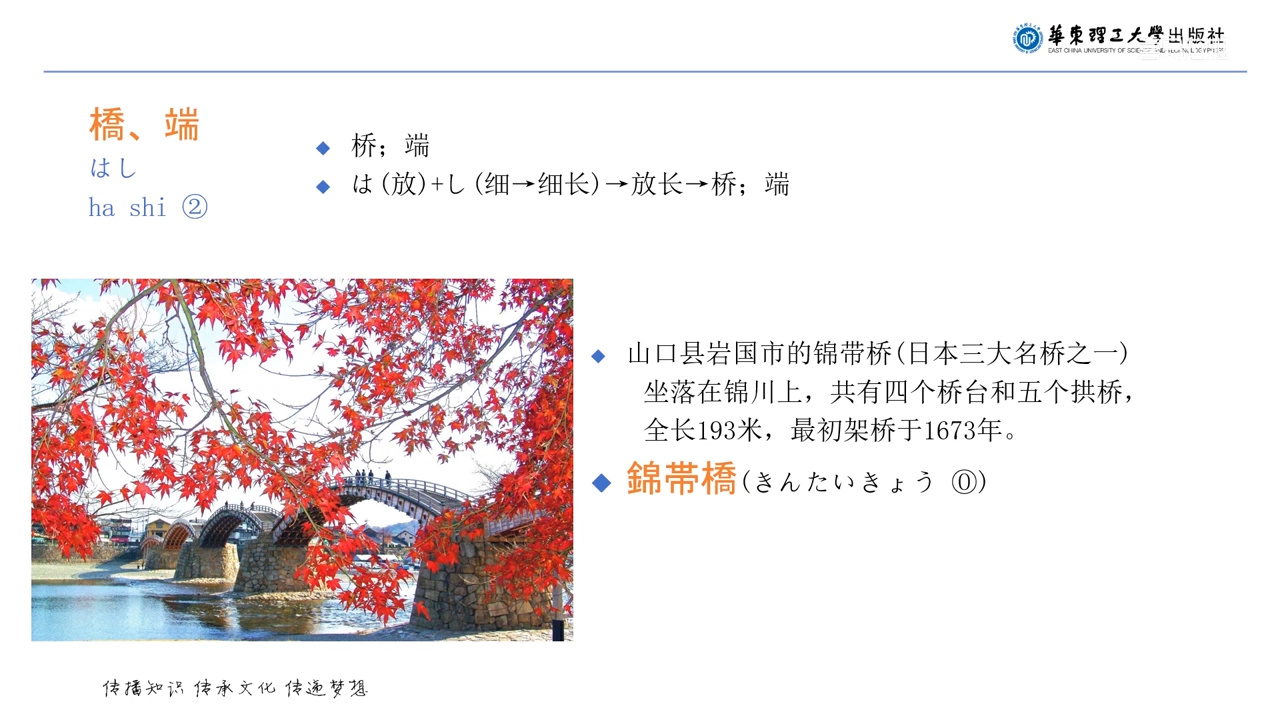 華東理工大學出版社
橋、端
はし
ha shi ②
桥；端
は(放)+し(细→细长)→放长→桥；端
山口县岩国市的锦带桥(日本三大名桥之一)
坐落在锦川上，共有四个桥台和五个拱桥，
全长193米，最初架桥于1673年。
錦帯橋(きんたいきょう ⓪)
传播知识 传承文化 传递梦想